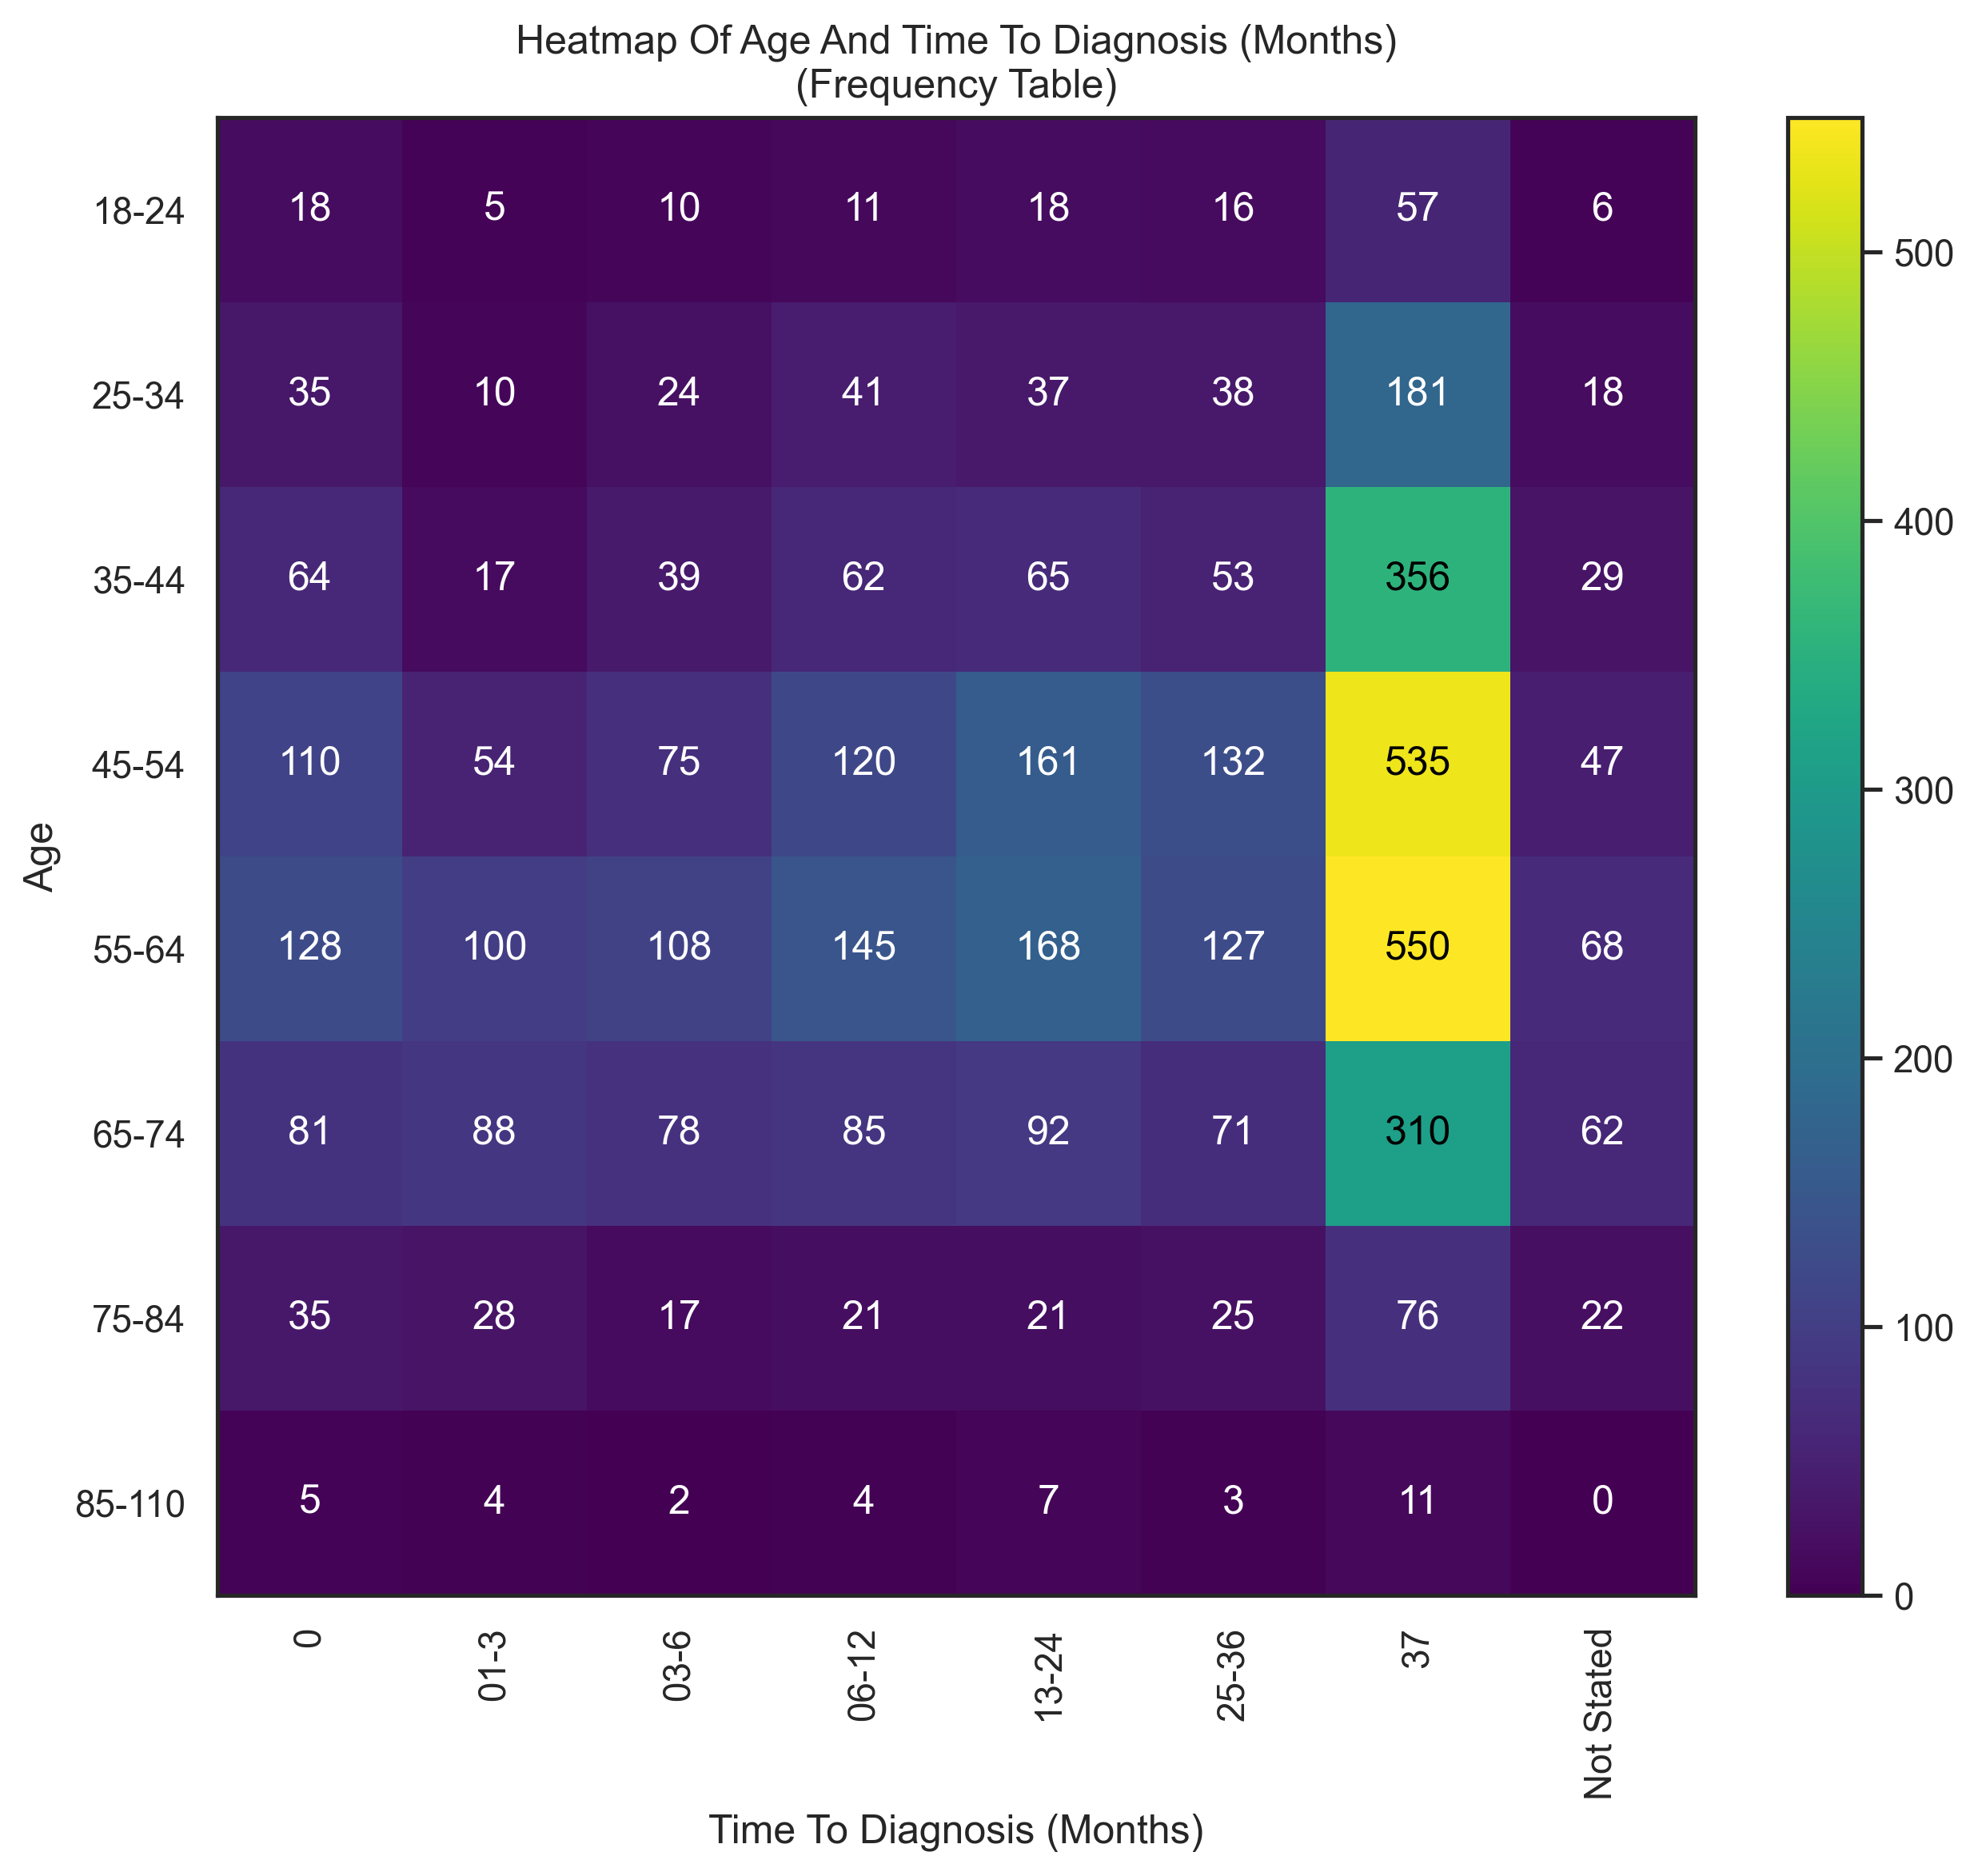 Heatmap Of Age And Time To Diagnosis (Months)
(Frequency Table)
18-24 18 5 10 11 18 16 57 6
25-34 35 10 24 41 37 38 181 18
35-44 64 17 39 62 65 53 356 29
45-54 110 54 75 120 161 132 535 47
55-64 128 100 108 145 168 127 550 68
65-74 81 88 78 85 92 71 310 62
75-84 35 28 17 21 21 25 76 22
85-110 5 4 2 4 7 3 11 0
Age
0 01-3 03-6 06-12 13-24 25-36 37 Not Stated
Time To Diagnosis (Months)
500
400
300
200
100
0